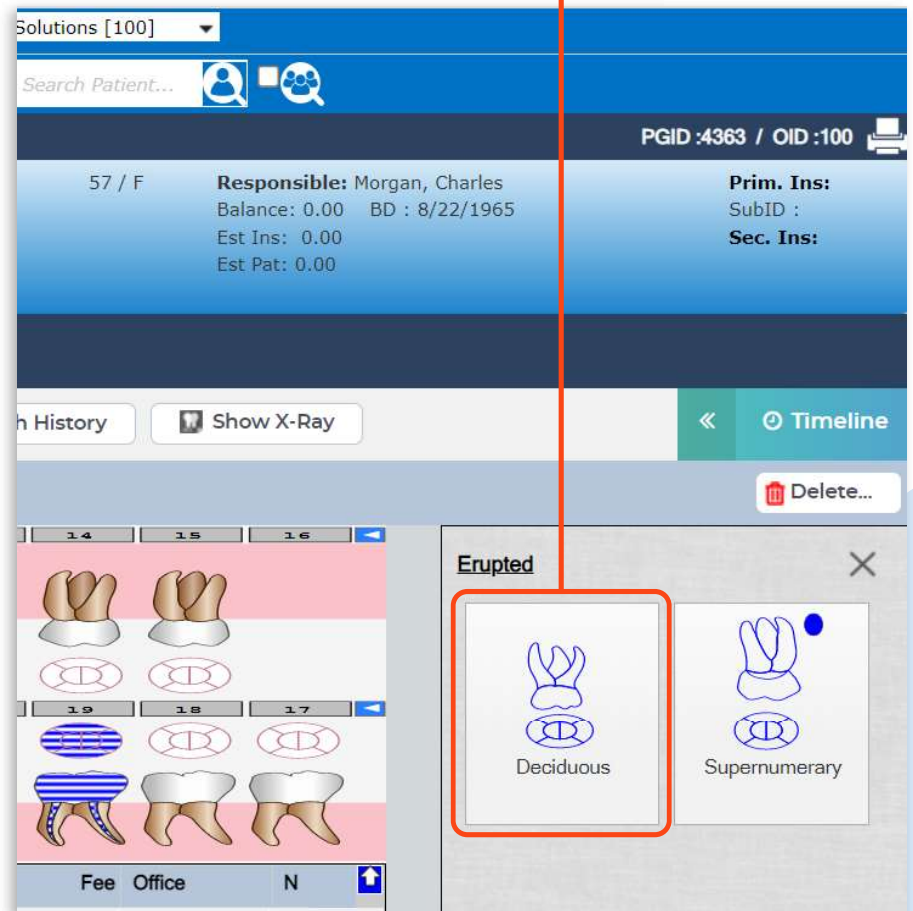 Solutions [100]
Search Patient...
PGID :4363 / OID :100
57 / F
Responsible: Morgan, Charles
Prim. Ins:
Balance: 0.00 BD : 8/22/1965
SubID :
Est Ins: 0.00
Sec. Ins:
Est Pat: 0.00
h History
Show X-Ray
«
Timeline
Delete...
14 15 16
Erupted
19 18 17
Deciduous
Supernumerary
Fee Office N